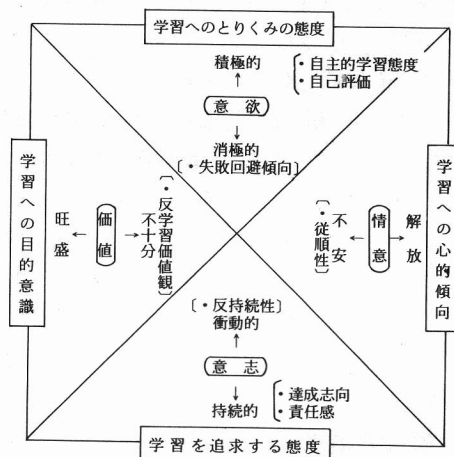 学習へのとりくみの態度
積極的
・自主的学習態度
・自己評価
意欲
消極的
〔・失敗回避傾向〕
学習への目的意識
旺盛
価値
不十分
〔・反学習価値観〕
〔・従順性〕
不安
情意
解放
学習への心的傾向
〔・反持続性〕
衝動的
意志
持続的
・達成志向
・責任感
学習を追求する態度